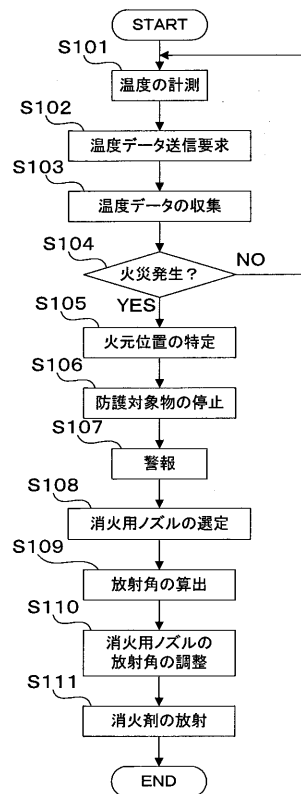 START
S101
温度の計測
S102
温度データ送信要求
S103
温度データの収集
S104
火災発生？
NO
YES
S105
火元位置の特定
S106
防護対象物の停止
S107
警報
S108
消火用ノズルの選定
S109
放射角の算出
S110
消火用ノズルの
放射角の調整
S111
消火剤の放射
END